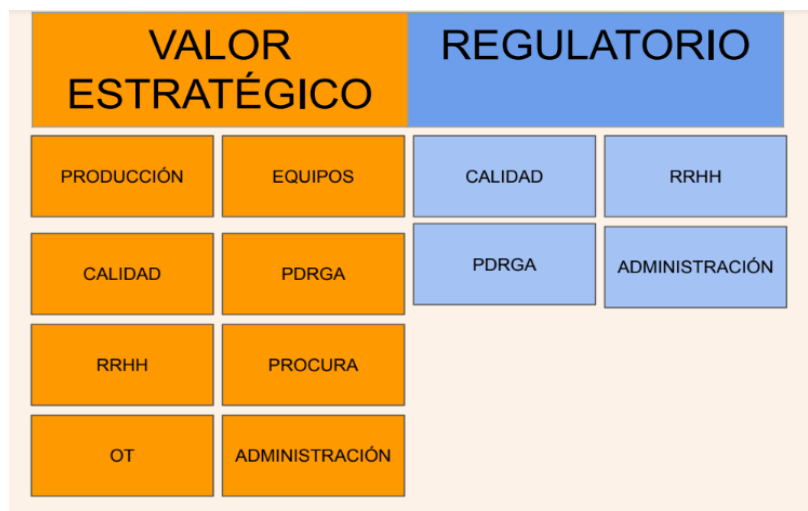 VALOR
ESTRATÉGICO
REGULATORIO
PRODUCCIÓN
EQUIPOS
CALIDAD
RRHH
CALIDAD
PDRGA
PDRGA
ADMINISTRACIÓN
RRHH
PROCURA
OT
ADMINISTRACIÓN